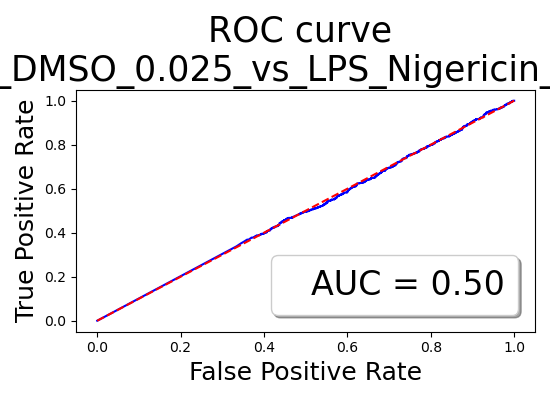 ROC curve
_DMSO_0.025_vs_LPS_Nigericin_
True Positive Rate
1.0
0.8
0.6
0.4
0.2
0.0
AUC = 0.50
0.0 0.2 0.4 0.6 0.8 1.0
False Positive Rate